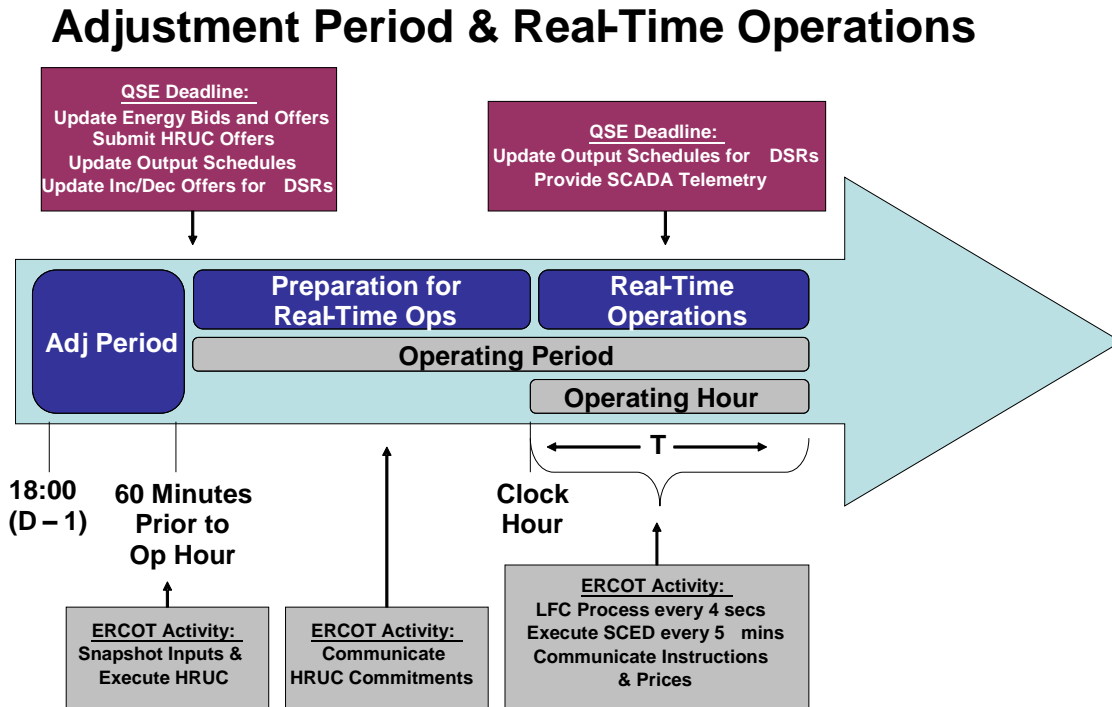 Adjustment Period & Real-Time Operations
QSE Deadline:
Update Energy Bids and Offers
Submit HRUC Offers
Update Output Schedules
Update Inc/Dec Offers for DSRs
QSE Deadline:
Update Output Schedules for DSRs
Provide SCADA Telemetry
Adj Period
Preparation for
Real-Time Ops
Real-Time
Operations
Operating Period
Operating Hour
T
18:00
(D – 1)
60 Minutes
Prior to
Op Hour
Clock
Hour
ERCOT Activity:
Snapshot Inputs &
Execute HRUC
ERCOT Activity:
Communicate
HRUC Commitments
ERCOT Activity:
LFC Process every 4 secs
Execute SCED every 5 mins
Communicate Instructions
& Prices